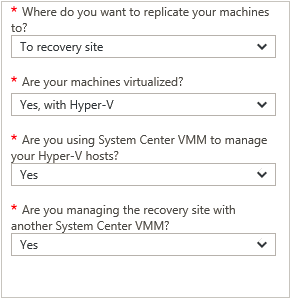 * Where do you want to replicate your machines
to?
To recovery site
* Are your machines virtualized?
Yes, with Hyper-V
* Are you using System Center VMM to manage
your Hyper-V hosts?
Yes
* Are you managing the recovery site with
another System Center VMM?
Yes